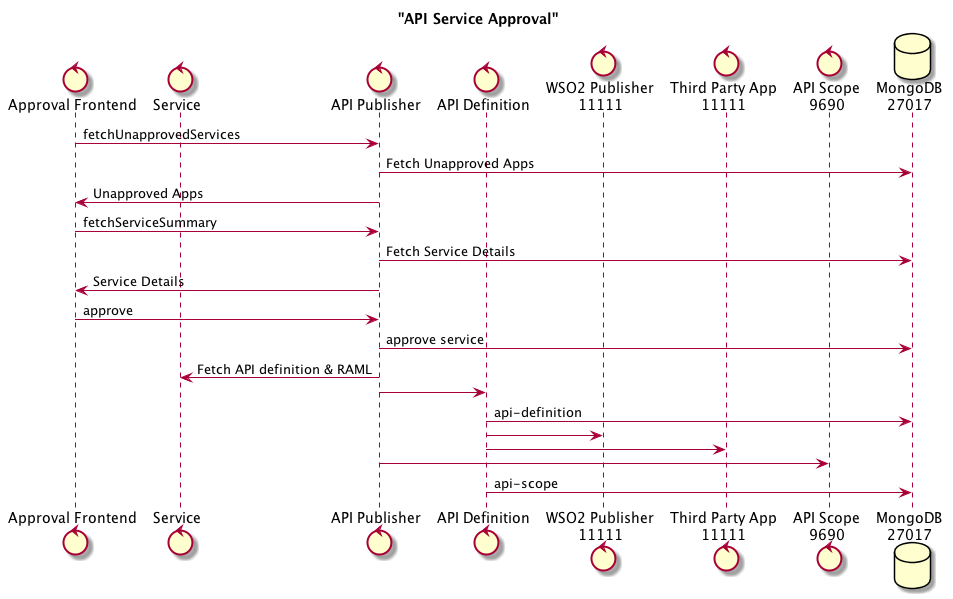 "API Service Approval"
Approval Frontend
Service
API Publisher
API Definition
WSO2 Publisher
11111
Third Party App
11111
API Scope
9690
MongoDB
27017
fetchUnapprovedServices
Fetch Unapproved Apps
Unapproved Apps
fetchServiceSummary
Fetch Service Details
Service Details
approve
approve service
Fetch API definition & RAML
api-definition
api-scope
Approval Frontend
Service
API Publisher
API Definition
WSO2 Publisher
11111
Third Party App
11111
API Scope
9690
MongoDB
27017